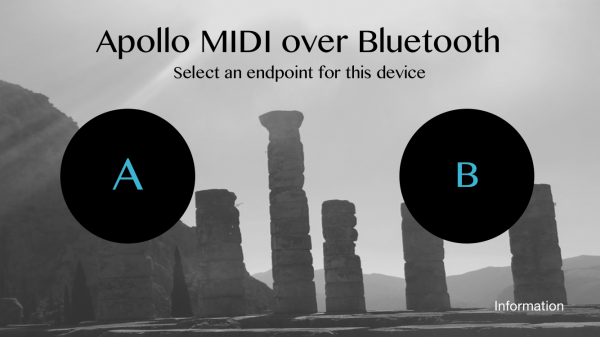 Apollo MIDI over Bluetooth
Select an endpoint for this device
A
B
Information